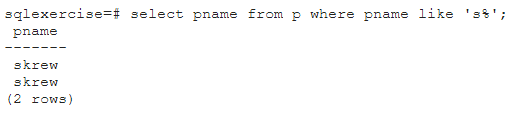 sqlexercise=# select pname from p where pname like 's%';
pname
-------
skrew
skrew
(2 rows)